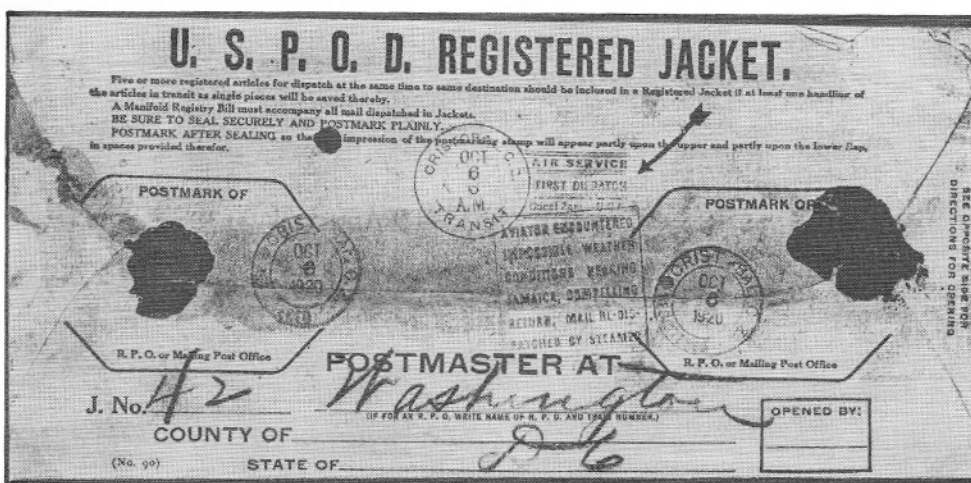 U. S. P. O. D. REGISTERED JACKET.
Five or more registered articles for dispatch at the same time to same destination should be inclosed in a Registered Jacket if at least one handling of
the articles in transit as single pieces will be saved thereby.
A Manifold Registry Bill must accompany all mail dispatched in Jackets.
BE SURE TO SEAL SECURELY AND POSTMARK PLAINLY.
POSTMARK AFTER SEALING so the impression of the postmarking stamp will appear partly upon the upper and partly upon the lower flap,
in spaces provided therefor.
OCT
6
A.M.
TRANSIT
AIR SERVICE
FIRST DISPATCH
AVIATOR ENCOUNTERED
IMPOSSIBLE WEATHER
CONDITIONS NEARING
JAMAICA, COMPELLING
RETURN, MAIL RE-DIS-
PATCHED BY STEAMER
POSTMARK OF
CRIST
OCT
6
1920
R. P. O. or Mailing Post Office
POSTMARK OF
CRIST
OCT
6
1920
R. P. O. or Mailing Post Office
SEE OPPOSITE SIDE FOR
DIRECTIONS FOR OPENING
POSTMASTER AT
J. No. 42 Washington
(IF FOR AN R. P. O. WRITE NAME OF R. P. O. AND TRAIN NUMBER.)
OPENED BY:
COUNTY OF
D C
(No. 90) STATE OF